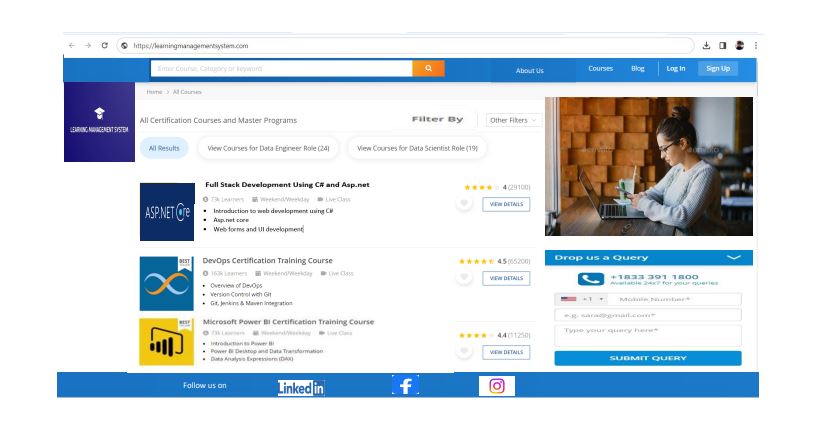 https://learningmanagementsystem.com
Enter Course, Category or keyword
About Us
Courses
Blog
Log In
Sign Up
LEARNING MANAGEMENT SYSTEM
Home > All Courses
All Certification Courses and Master Programs
Filter By
Other Filters
All Results
View Courses for Data Engineer Role (24)
View Courses for Data Scientist Role (19)
ASP.NET Core
Full Stack Development Using C# and Asp.net
73k Learners Weekend/Weekday Live Class
• Introduction to web development using C#
• Asp.net core
• Web forms and UI development
4 (29100)
VIEW DETAILS
BEST
DevOps Certification Training Course
163k Learners Weekend/Weekday Live Class
• Overview of DevOps
• Version Control with Git
• Git, Jenkins & Maven Integration
4.5 (65200)
VIEW DETAILS
BEST
Microsoft Power BI Certification Training Course
73k Learners Weekend/Weekday Live Class
• Introduction to Power BI
• Power BI Desktop and Data Transformation
• Data Analysis Expressions (DAX)
4.4 (11250)
VIEW DETAILS
Drop us a Query
+1833 391 1800
Available 24x7 for your queries
+1
Mobile Number*
e.g. sara@gmail.com*
Type your query here*
SUBMIT QUERY
Follow us on
Linked in
f